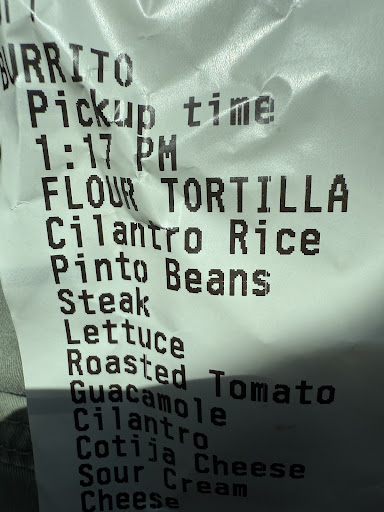 BURRITO
Pickup time
1:17 PM
FLOUR TORTILLA
Cilantro Rice
Pinto Beans
Steak
Lettuce
Roasted Tomato
Guacamole
Cilantro
Cotija Cheese
Sour Cream
Cheese